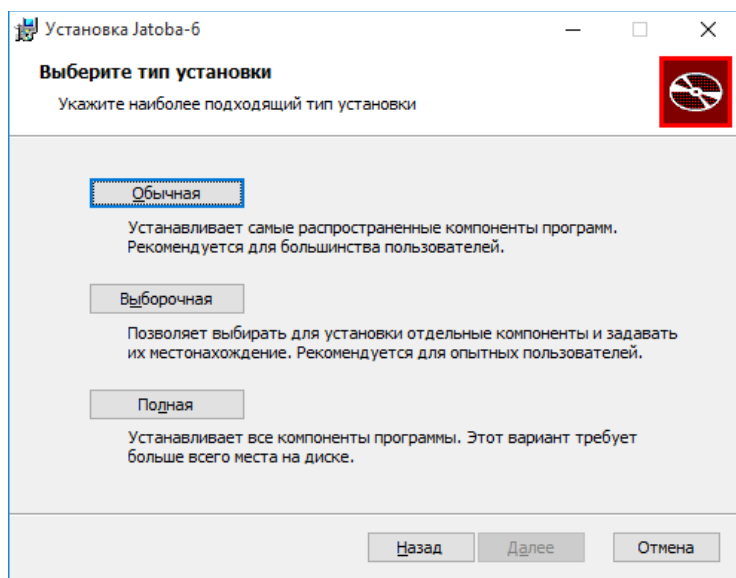 Установка Jatoba-6
Выберите тип установки
Укажите наиболее подходящий тип установки
Обычная
Устанавливает самые распространенные компоненты программ.
Рекомендуется для большинства пользователей.
Выборочная
Позволяет выбирать для установки отдельные компоненты и задавать
их местонахождение. Рекомендуется для опытных пользователей.
Полная
Устанавливает все компоненты программы. Этот вариант требует
больше всего места на диске.
Назад Далее Отмена